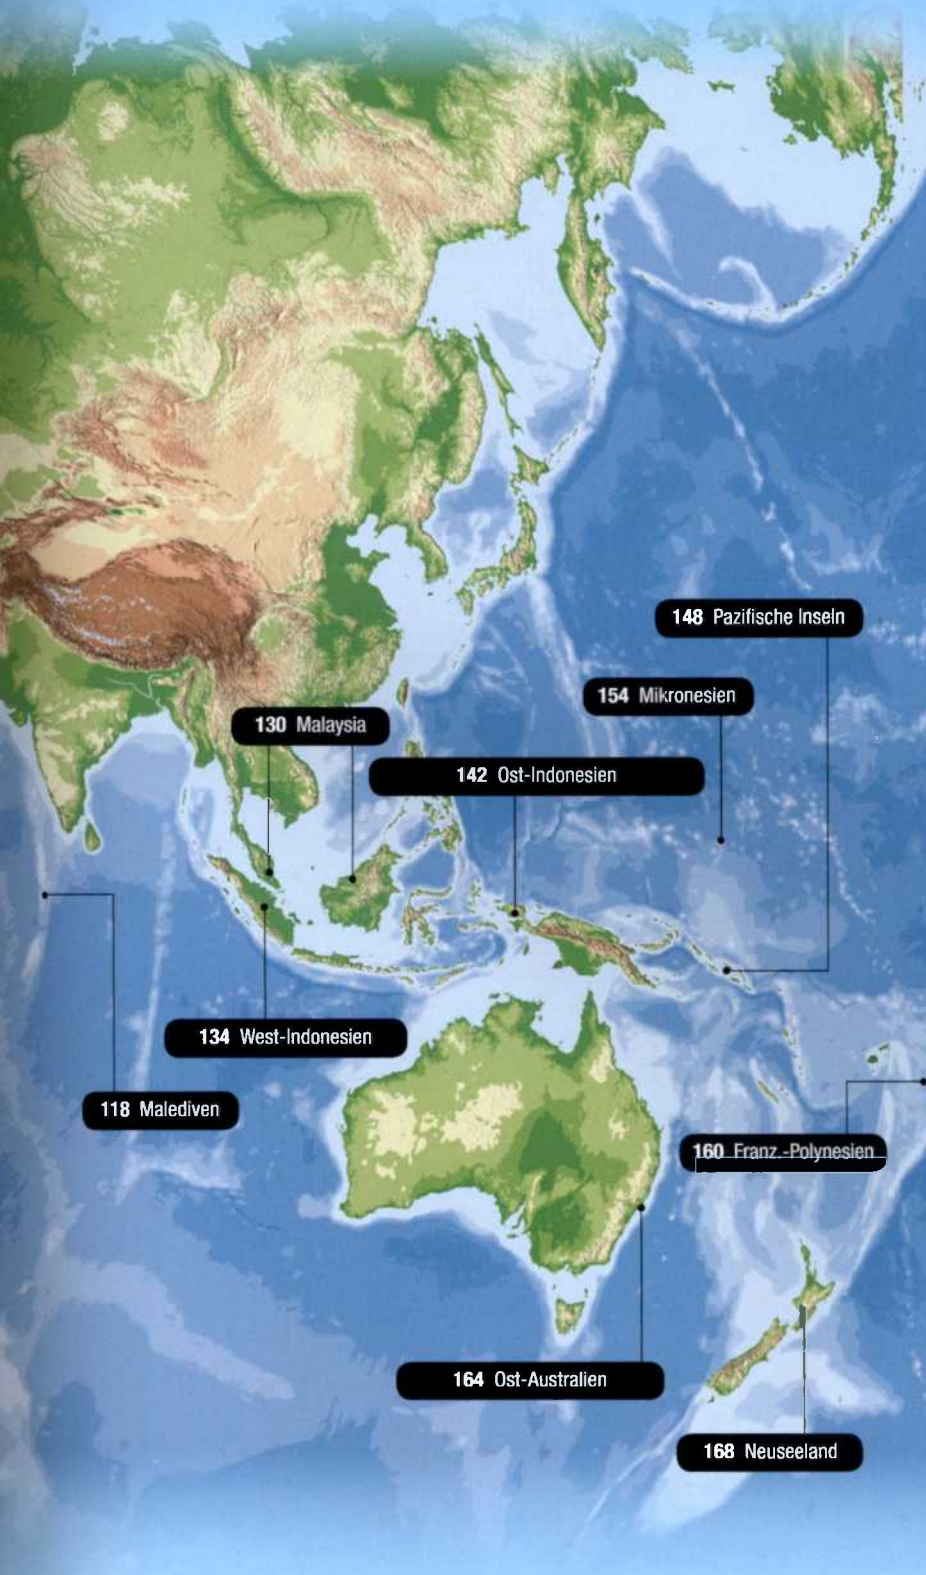 148 Pazifische Inseln
154 Mikronesien
130 Malaysia
142 Ost-Indonesien
134 West-Indonesien
118 Malediven
160 Franz.-Polynesien
164 Ost-Australien
168 Neuseeland